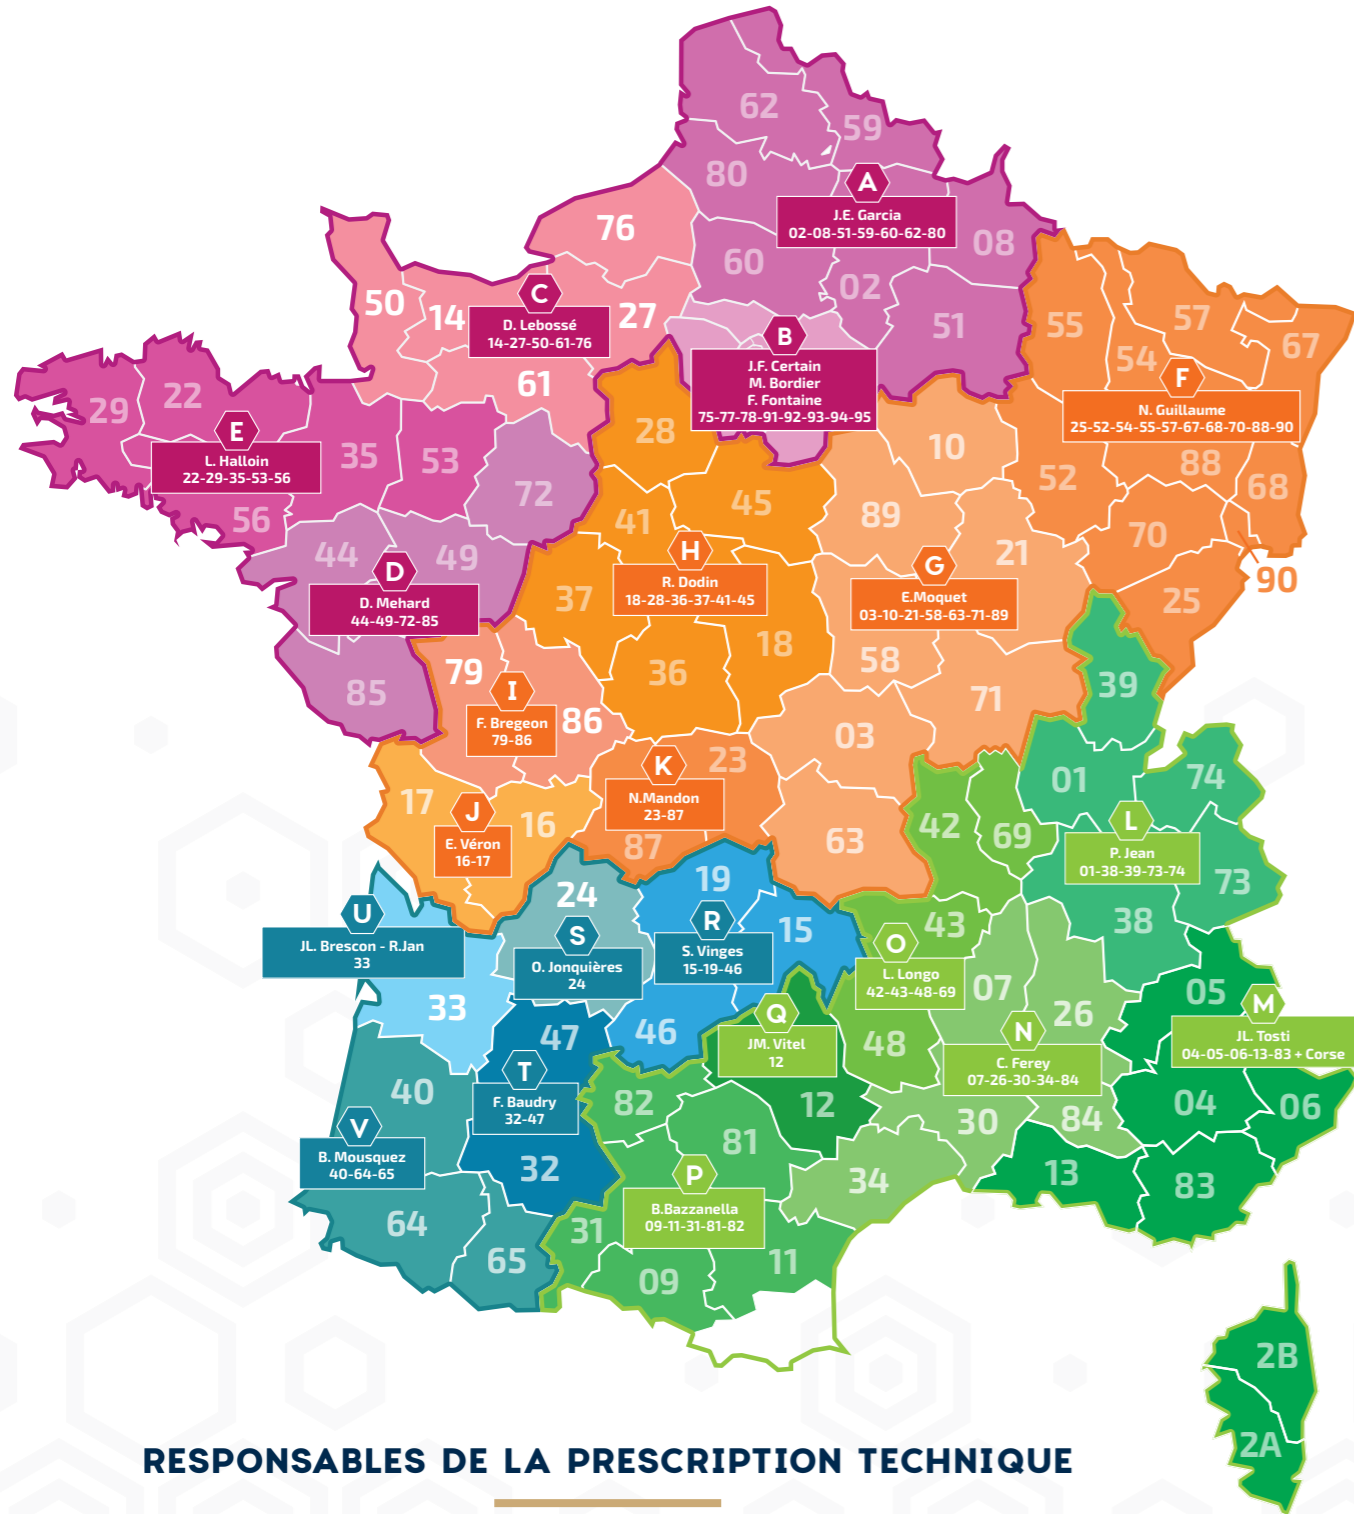 62
59
80
A
J.E. Garcia
02-08-51-59-60-62-80
76
08
60
02
50
14
C
D. Lebossé
14-27-50-61-76
27
51
B
J.F. Certain
M. Bordier
F. Fontaine
75-77-78-91-92-93-94-95
55
57
67
54
F
N. Guillaume
25-52-54-55-57-67-68-70-88-90
61
29
22
E
L. Halloin
22-29-35-53-56
35
53
28
10
88
52
68
72
45
41
89
56
44
49
H
R. Dodin
18-28-36-37-41-45
21
70
90
D
D. Mehard
44-49-72-85
G
E.Moquet
03-10-21-58-63-71-89
37
25
18
58
85
79
I
F. Bregeon
79-86
86
36
39
71
03
23
K
N.Mandon
23-87
01
74
17
J
E. Véron
16-17
16
87
63
42
69
L
P. Jean
01-38-39-73-74
73
24
19
U
JL. Brescon - R.Jan
33
S
O. Jonquières
24
R
S. Vinges
15-19-46
15
43
38
O
L. Longo
42-43-48-69
07
05
33
47
46
Q
JM. Vitel
12
48
26
M
JL. Tosti
04-05-06-13-83 + Corse
N
C. Ferey
07-26-30-34-84
40
T
F. Baudry
32-47
82
12
30
84
04
06
V
B. Mousquez
40-64-65
81
32
34
13
83
P
B.Bazzanella
09-11-31-81-82
64
31
65
09
11
2B
2A
RESPONSABLES DE LA PRESCRIPTION TECHNIQUE